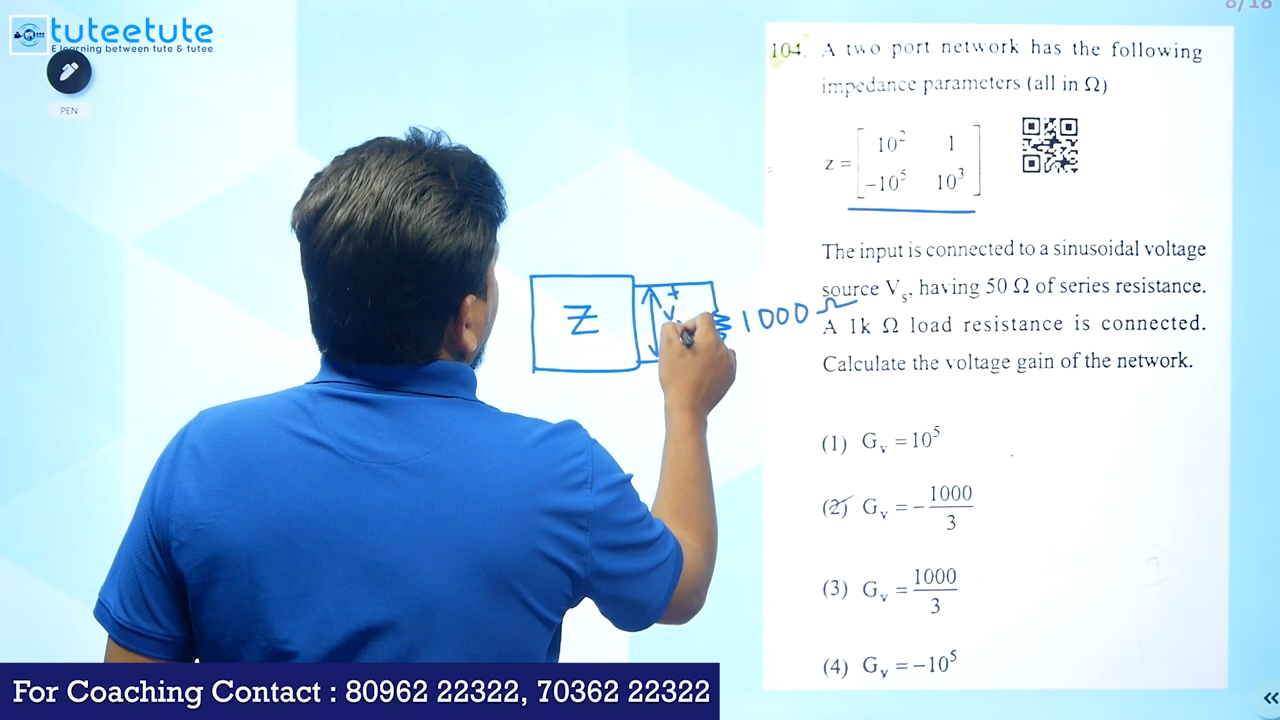 8/18
tuteetute
E learning between tute & tutee
PEN
104. A two port network has the following
impedance parameters (all in Ω)
z = [10² 1
-10⁵ 10³]
The input is connected to a sinusoidal voltage
source Vₛ, having 50 Ω of series resistance.
A 1k Ω load resistance is connected.
Calculate the voltage gain of the network.
(1) Gᵥ = 10⁵
(2) Gᵥ = -1000/3
(3) Gᵥ = 1000/3
(4) Gᵥ = -10⁵
Z
+
V
1000 Ω
For Coaching Contact : 80962 22322, 70362 22322